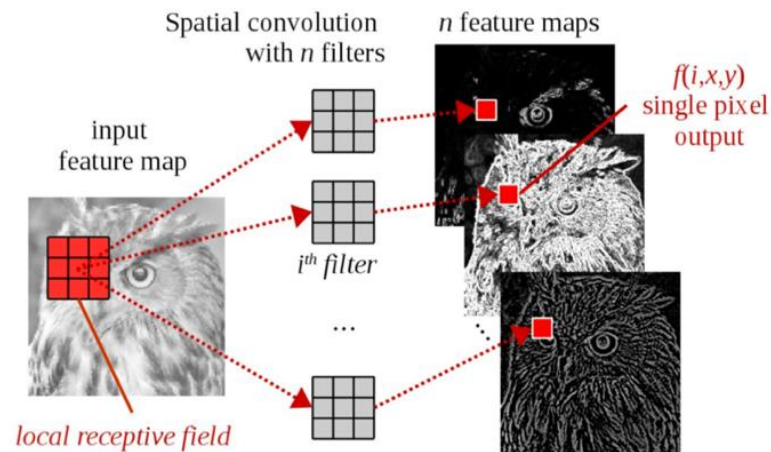 Spatial convolution
with n filters
n feature maps
f(i,x,y)
single pixel
output
input
feature map
iᵗʰ filter
...
local receptive field